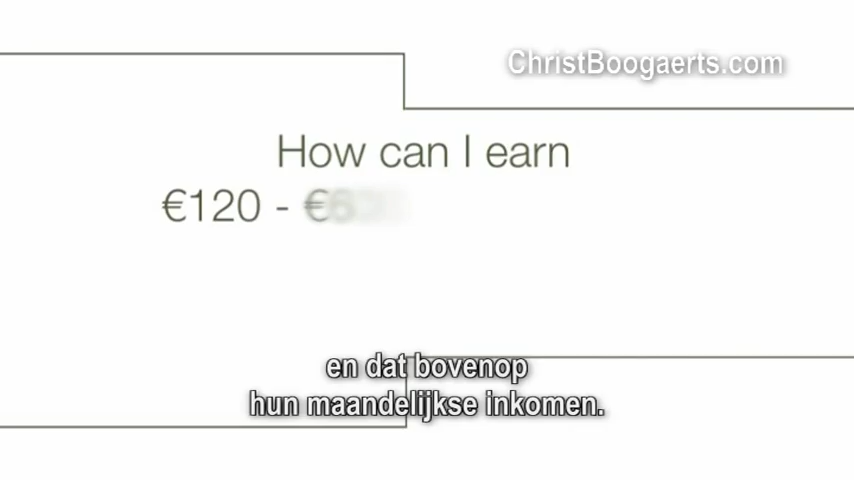 ChristBoogaerts.com
How can I earn
€120 - €
en dat bovenop
hun maandelijkse inkomen.